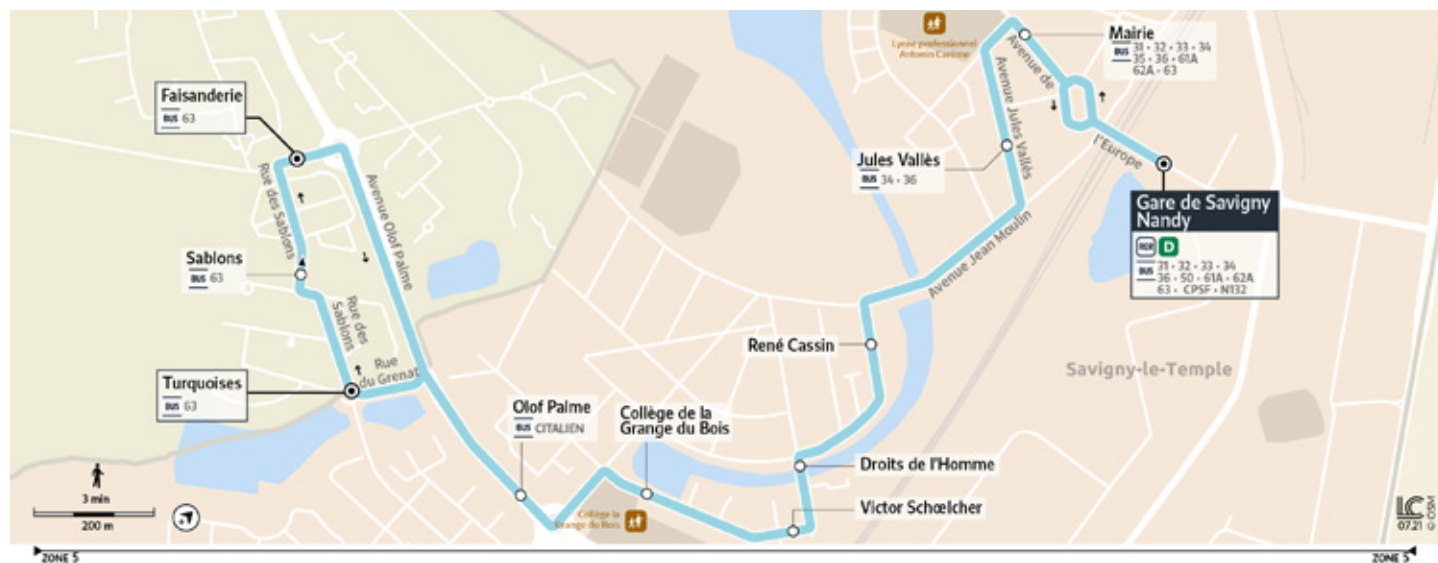 Faisanderie
BUS 63
Rue des Sablons
Avenue Olof Palme
Sablons
BUS 63
Rue des
Sablons
Rue
du Grenat
Turquoises
BUS 63
Olof Palme
BUS CITALIEN
Collège de la
Grange du Bois
Collège la
Grange du Bois
Victor Schœlcher
Droits de l'Homme
René Cassin
Avenue Jean Moulin
Jules Vallès
BUS 34 • 36
Avenue Jules Vallès
Lycée professionnel
Antonin Carême
Mairie
BUS 31 • 32 • 33 • 34
35 • 36 • 61A
62A • 63
Avenue de
l'Europe
Gare de Savigny
Nandy
RER D
BUS 31 • 32 • 33 • 34
36 • 50 • 61A • 62A
63 • CPSF • N132
Savigny-le-Temple
3 min
200 m
LC
07.21
© OSM
ZONE 5
ZONE 5